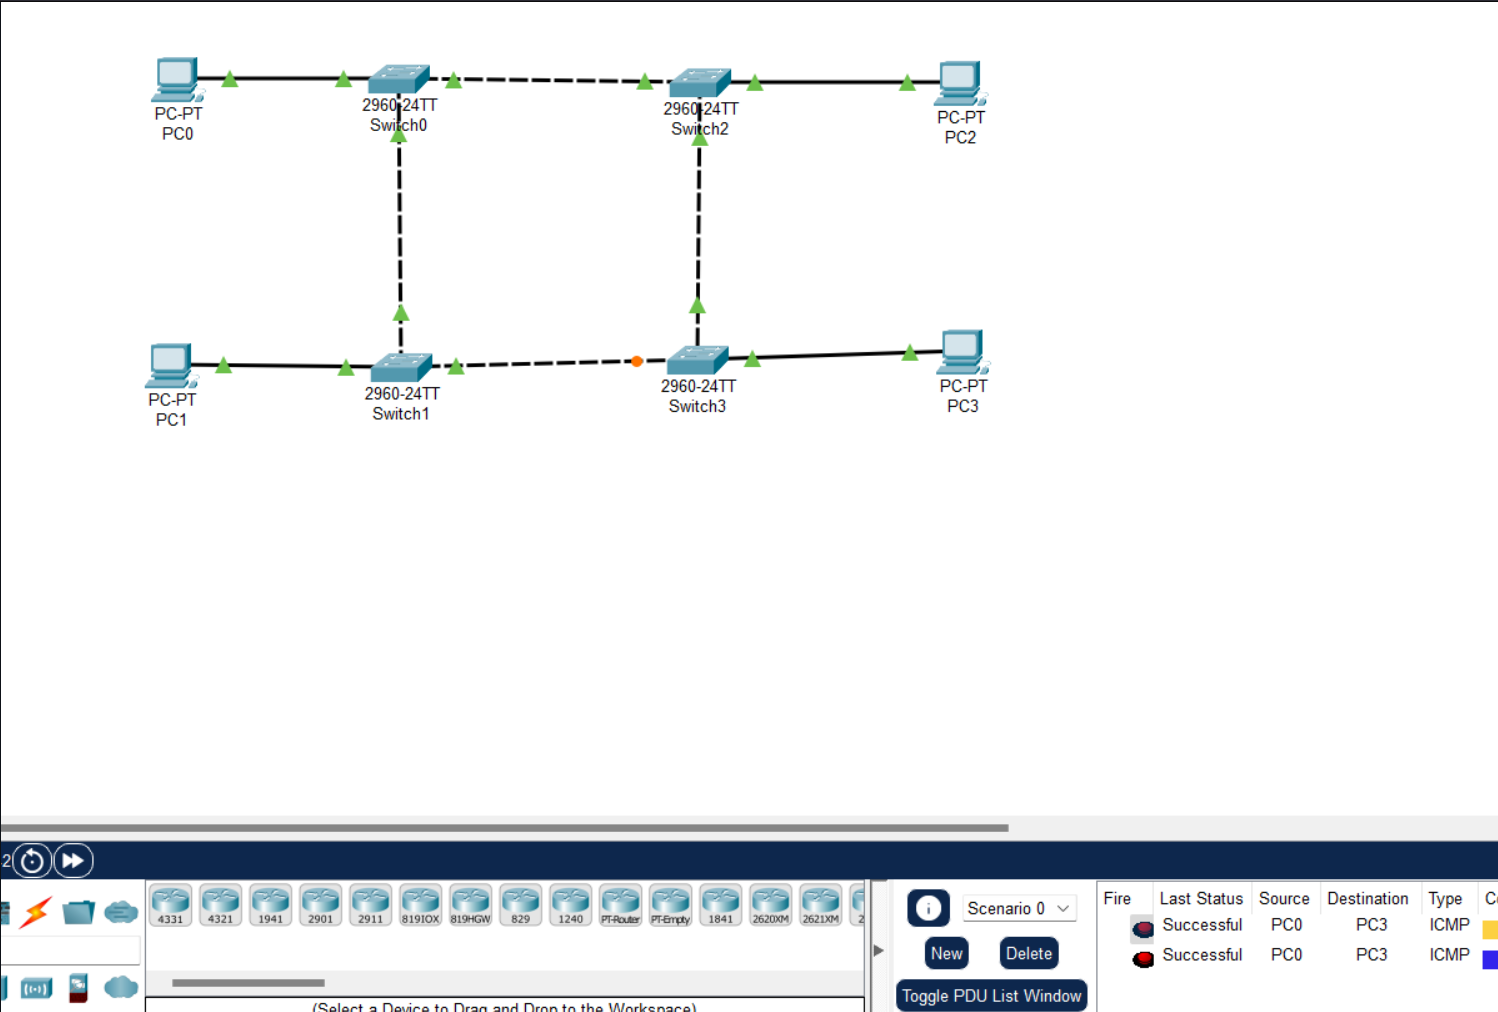 PC-PT
PC0
2960-24TT
Switch0
2960-24TT
Switch2
PC-PT
PC2
PC-PT
PC1
2960-24TT
Switch1
2960-24TT
Switch3
PC-PT
PC3
2
4331
4321
1941
2901
2911
819IOX
819HGW
829
1240
PT-Router
PT-Empty
1841
2620XM
2621XM
2
(Select a Device to Drag and Drop to the Workspace)
Scenario 0
New
Delete
Toggle PDU List Window
Fire Last Status Source Destination Type
Successful PC0 PC3 ICMP
Successful PC0 PC3 ICMP